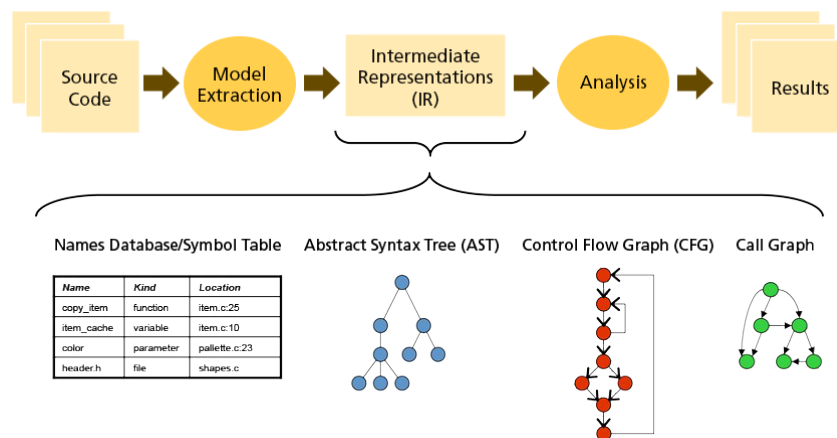 Source
Code
Model
Extraction
Intermediate
Representations
(IR)
Analysis
Results
Names Database/Symbol Table
Abstract Syntax Tree (AST)
Control Flow Graph (CFG)
Call Graph
Name Kind Location
copy_item function item.c:25
item_cache variable item.c:10
color parameter pallette.c:23
header.h file shapes.c